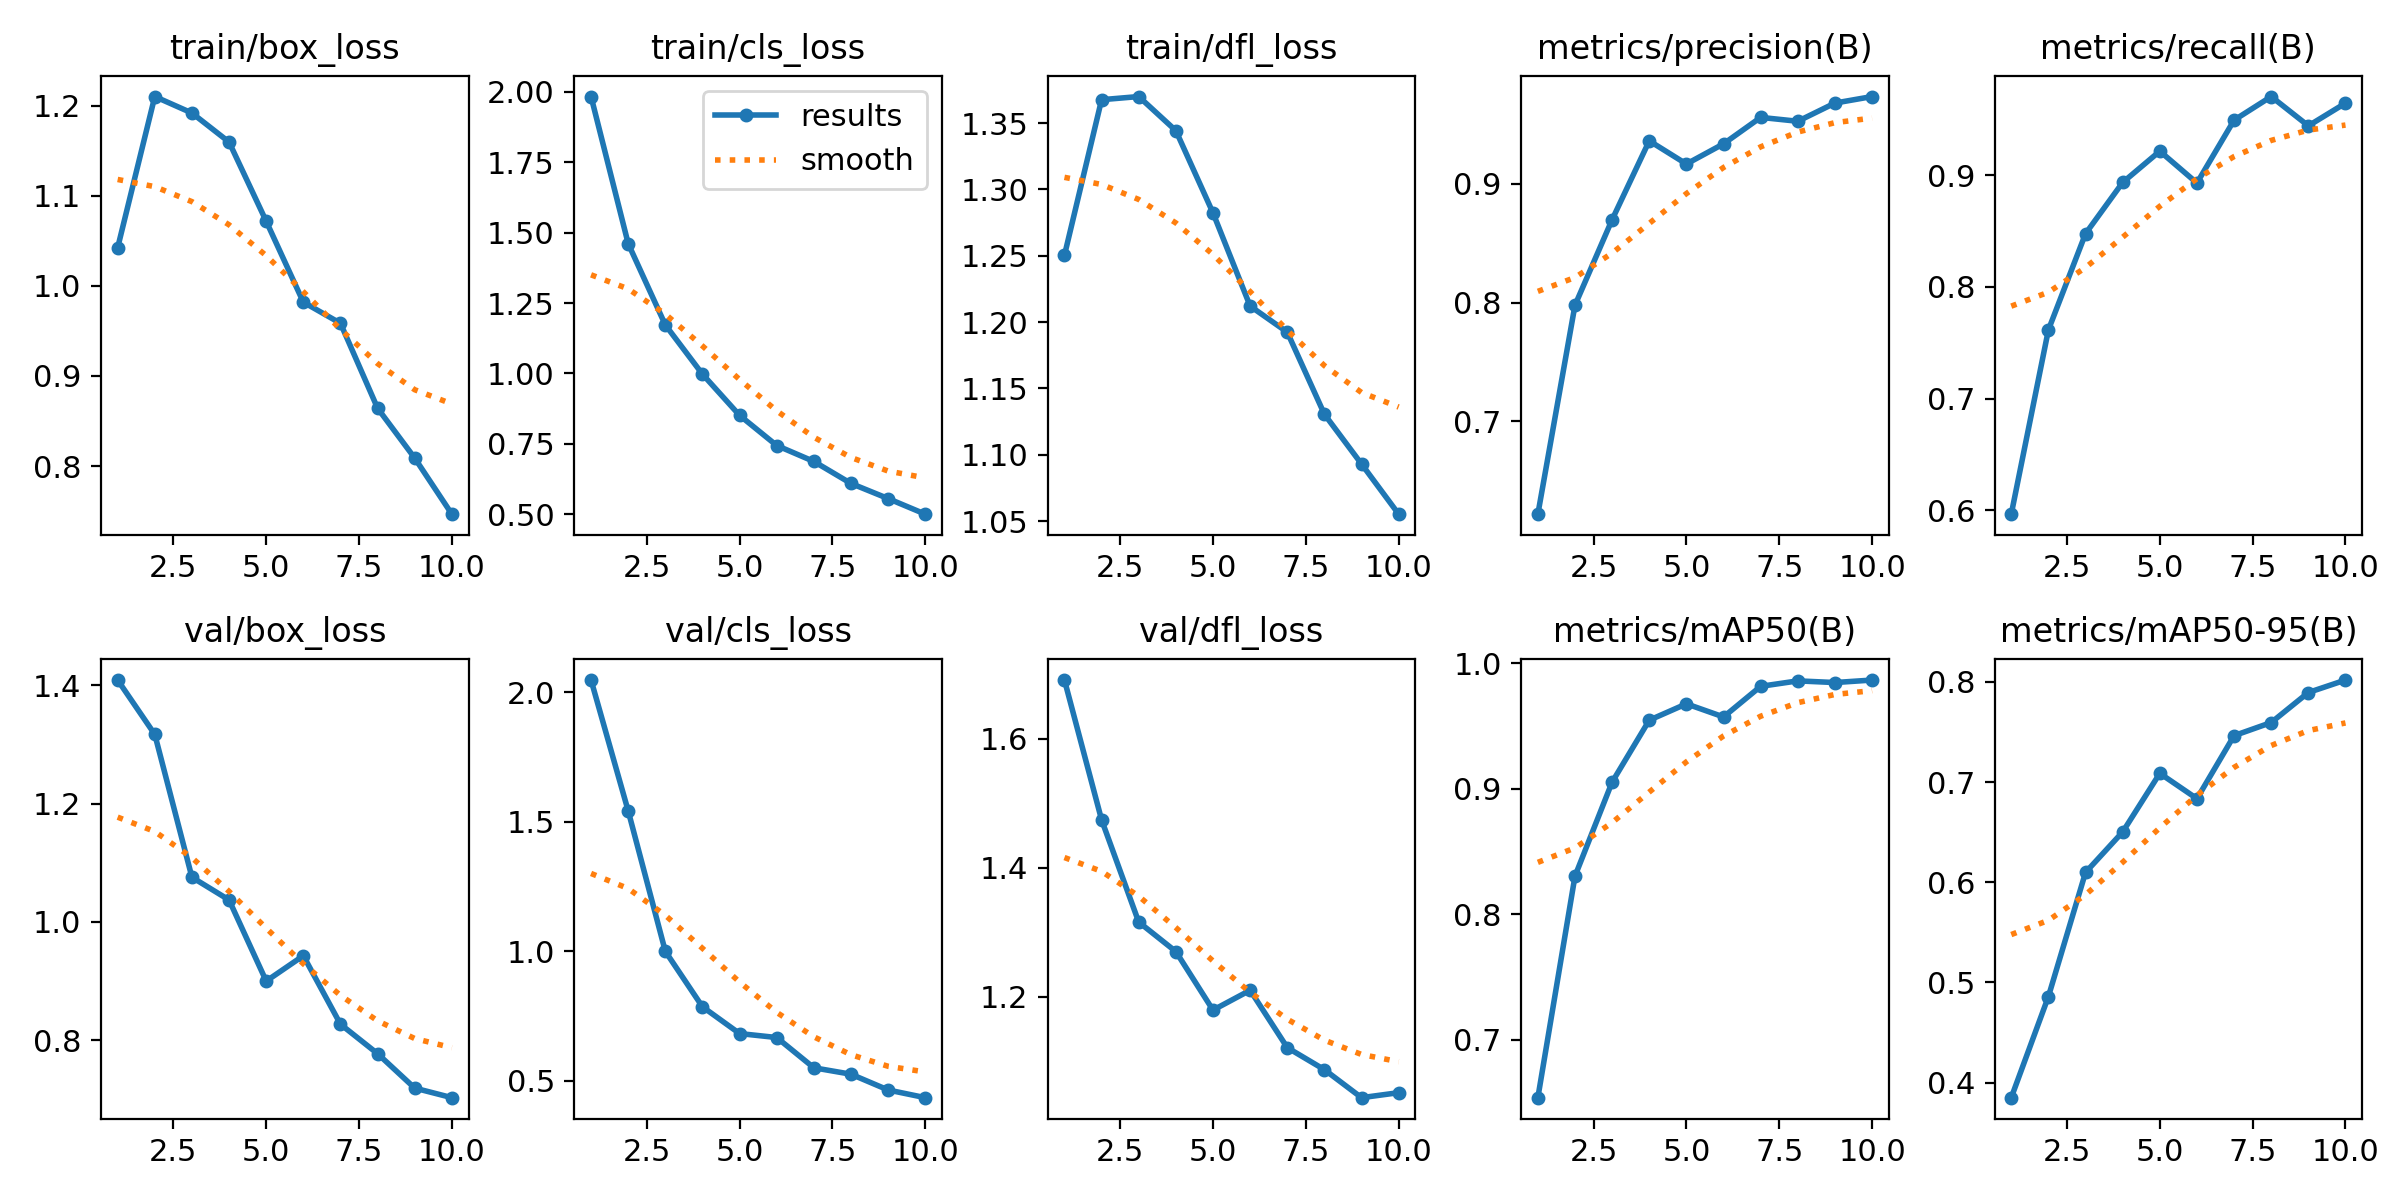 train/box_loss
train/cls_loss
train/dfl_loss
metrics/precision(B)
metrics/recall(B)
1.2
1.1
1.0
0.9
0.8
2.5 5.0 7.5 10.0
2.00
1.75
1.50
1.25
1.00
0.75
0.50
results
smooth
2.5 5.0 7.5 10.0
1.35
1.30
1.25
1.20
1.15
1.10
1.05
2.5 5.0 7.5 10.0
0.9
0.8
0.7
2.5 5.0 7.5 10.0
0.9
0.8
0.7
0.6
2.5 5.0 7.5 10.0
val/box_loss
val/cls_loss
val/dfl_loss
metrics/mAP50(B)
metrics/mAP50-95(B)
1.4
1.2
1.0
0.8
2.5 5.0 7.5 10.0
2.0
1.5
1.0
0.5
2.5 5.0 7.5 10.0
1.6
1.4
1.2
2.5 5.0 7.5 10.0
1.0
0.9
0.8
0.7
2.5 5.0 7.5 10.0
0.8
0.7
0.6
0.5
0.4
2.5 5.0 7.5 10.0